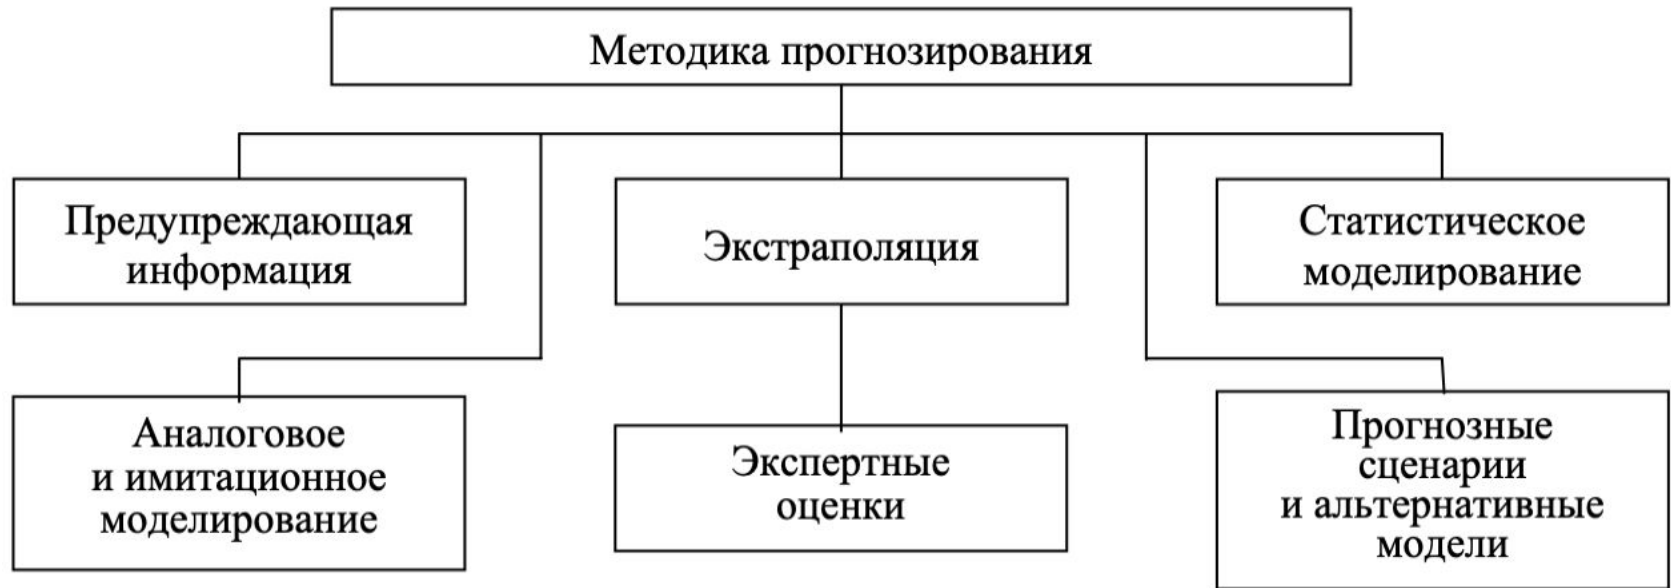 Методика прогнозирования
Предупреждающая
информация
Экстраполяция
Статистическое
моделирование
Аналоговое
и имитационное
моделирование
Экспертные
оценки
Прогнозные
сценарии
и альтернативные
модели